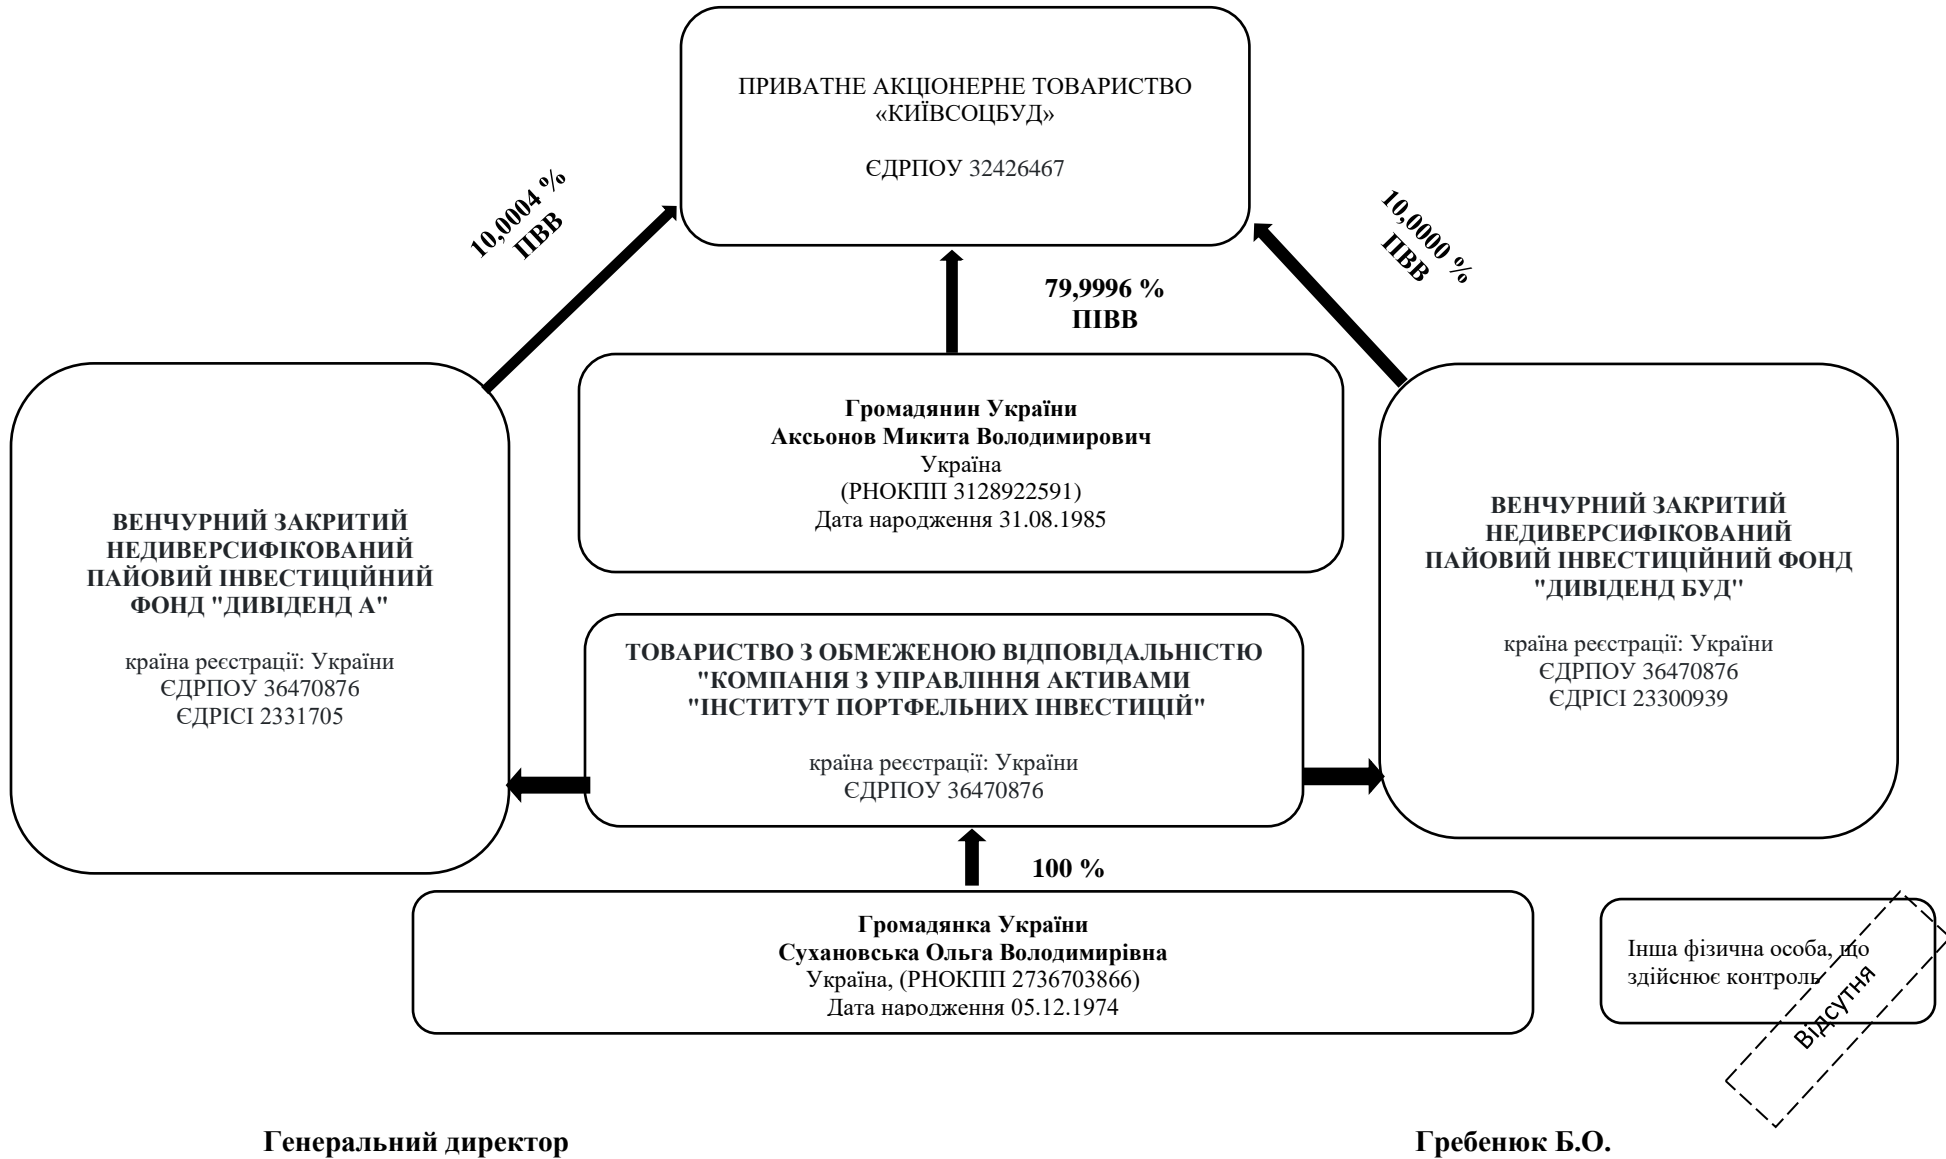 ПРИВАТНЕ АКЦІОНЕРНЕ ТОВАРИСТВО
«КИЇВСОЦБУД»
ЄДРПОУ 32426467
10,0004 %
ПВВ
10,0000 %
ПВВ
79,9996 %
ПІВВ
Громадянин України
Аксьонов Микита Володимирович
Україна
(РНОКПП 3128922591)
Дата народження 31.08.1985
ВЕНЧУРНИЙ ЗАКРИТИЙ
НЕДИВЕРСИФІКОВАНИЙ
ПАЙОВИЙ ІНВЕСТИЦІЙНИЙ
ФОНД "ДИВІДЕНД А"
країна реєстрації: України
ЄДРПОУ 36470876
ЄДРІСІ 2331705
ВЕНЧУРНИЙ ЗАКРИТИЙ
НЕДИВЕРСИФІКОВАНИЙ
ПАЙОВИЙ ІНВЕСТИЦІЙНИЙ ФОНД
"ДИВІДЕНД БУД"
країна реєстрації: України
ЄДРПОУ 36470876
ЄДРІСІ 23300939
ТОВАРИСТВО З ОБМЕЖЕНОЮ ВІДПОВІДАЛЬНІСТЮ
"КОМПАНІЯ З УПРАВЛІННЯ АКТИВАМИ
"ІНСТИТУТ ПОРТФЕЛЬНИХ ІНВЕСТИЦІЙ"
країна реєстрації: України
ЄДРПОУ 36470876
100 %
Громадянка України
Сухановська Ольга Володимирівна
Україна, (РНОКПП 2736703866)
Дата народження 05.12.1974
Інша фізична особа, що
здійснює контроль
Відсутня
Генеральний директор
Гребенюк Б.О.